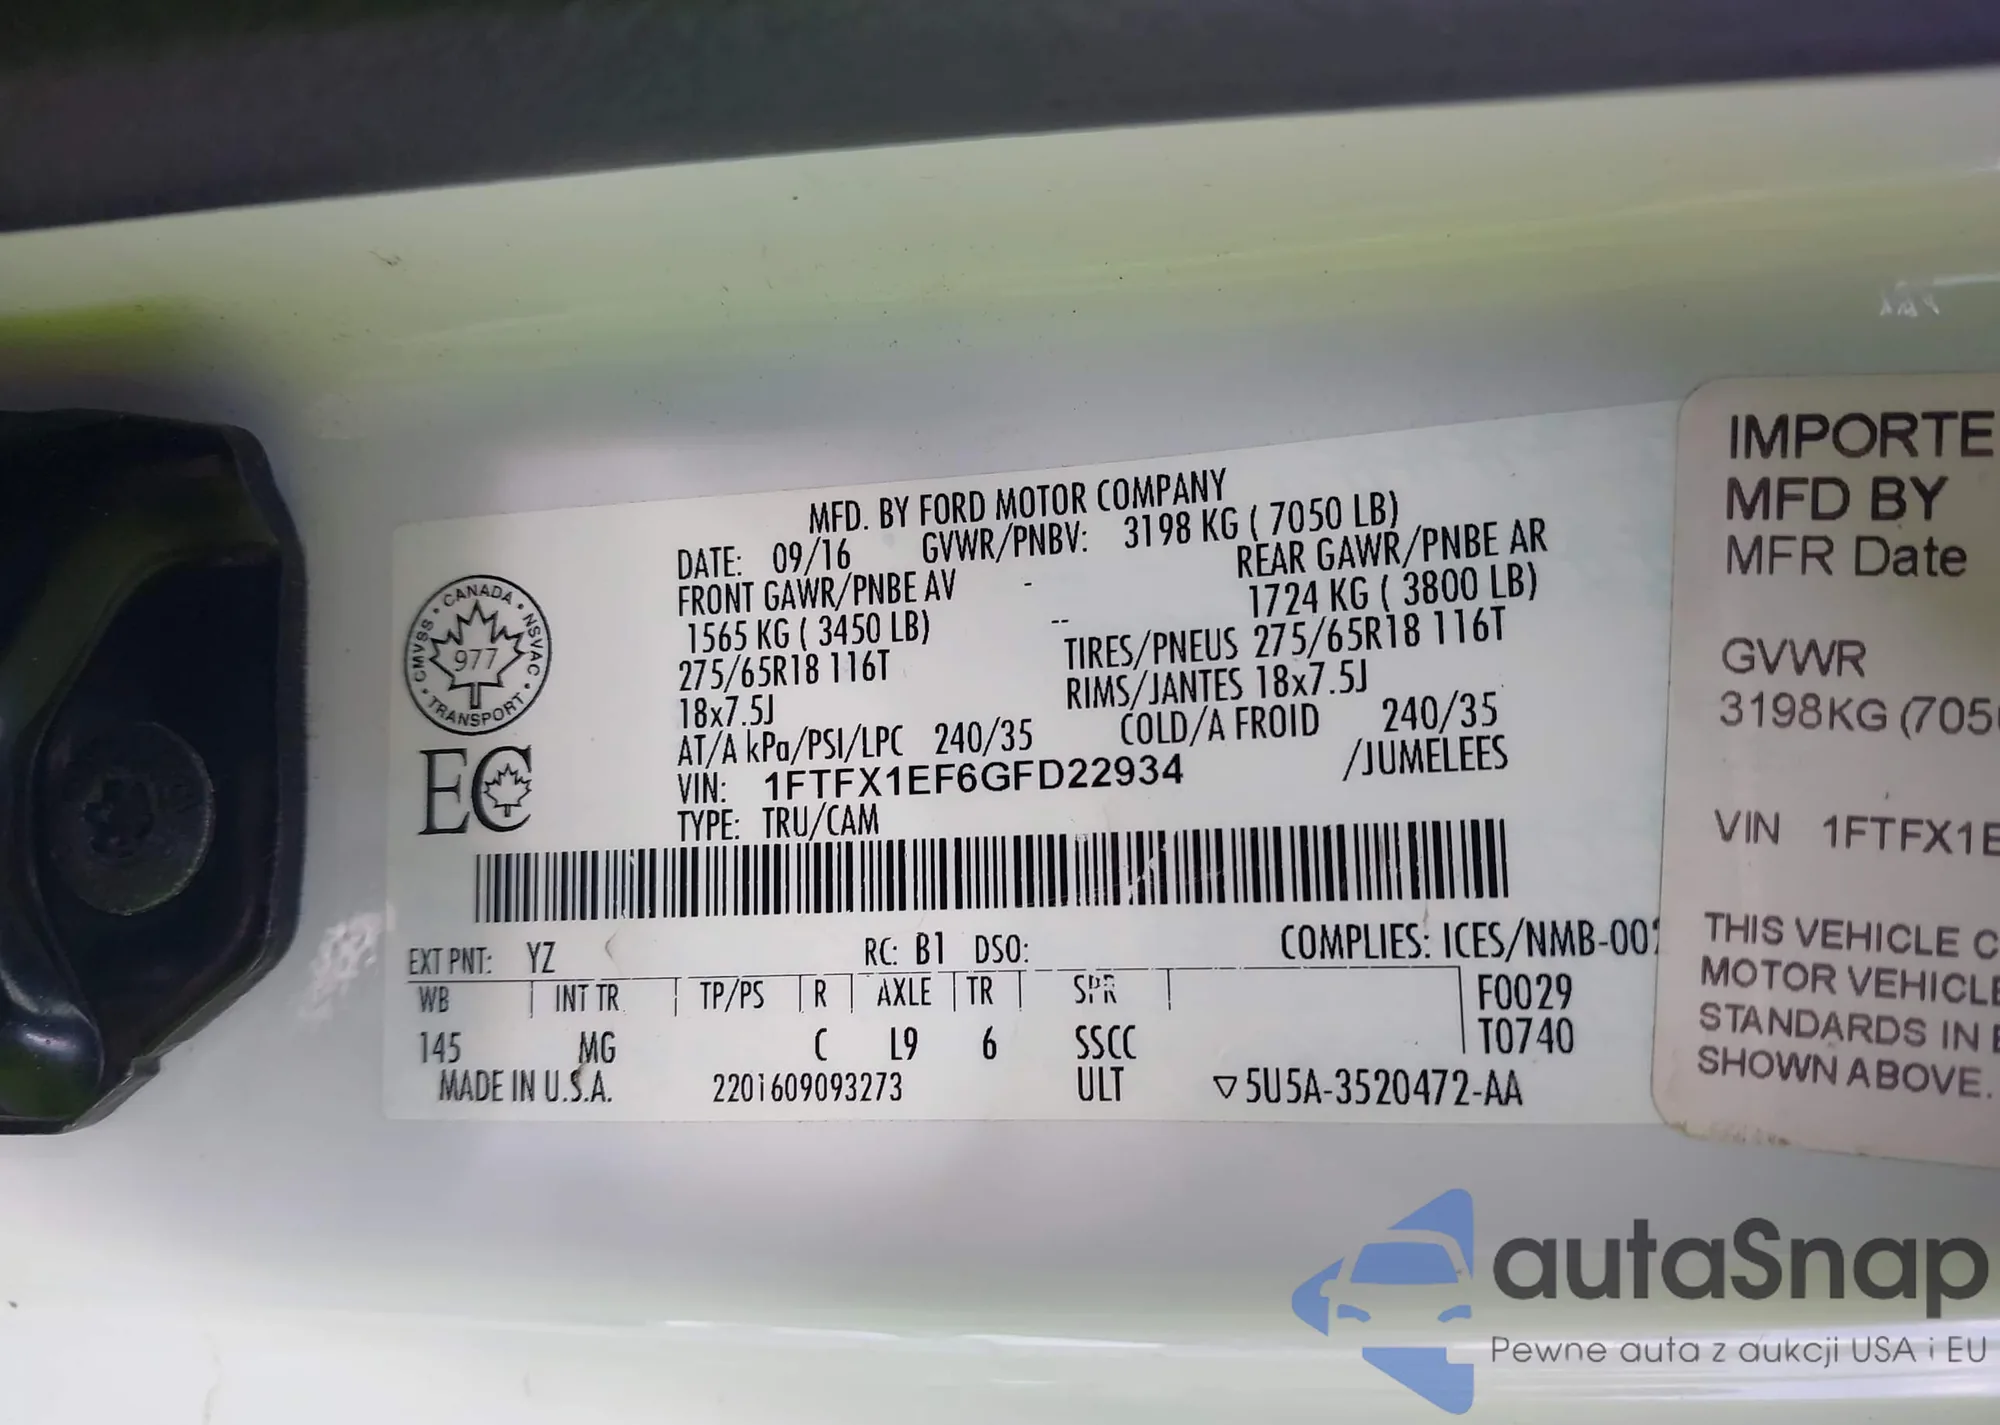 MFD. BY FORD MOTOR COMPANY
DATE: 09/16 GVWR/PNBV: 3198 KG ( 7050 LB)
FRONT GAWR/PNBE AV - REAR GAWR/PNBE AR
1565 KG ( 3450 LB) -- 1724 KG ( 3800 LB)
275/65R18 116T TIRES/PNEUS 275/65R18 116T
18x7.5J RIMS/JANTES 18x7.5J
AT/A kPa/PSI/LPC 240/35 COLD/A FROID 240/35
VIN: 1FTFX1EF6GFD22934 /JUMELEES
TYPE: TRU/CAM
CANADA • NSVAC • TRANSPORT • CMVSS •
977
EC
EXT PNT: YZ RC: B1 DSO: COMPLIES: ICES/NMB-00
WB INT TR TP/PS R AXLE TR SPR F0029
145 MG C L9 6 SSCC T0740
MADE IN U.S.A. 2201609093273 ULT ▽5U5A-3520472-AA
IMPORTE
MFD BY
MFR Date
GVWR
3198KG (705
VIN 1FTFX1E
THIS VEHICLE C
MOTOR VEHICLE
STANDARDS IN E
SHOWN ABOVE.
autaSnap
Pewne auta z aukcji USA i EU